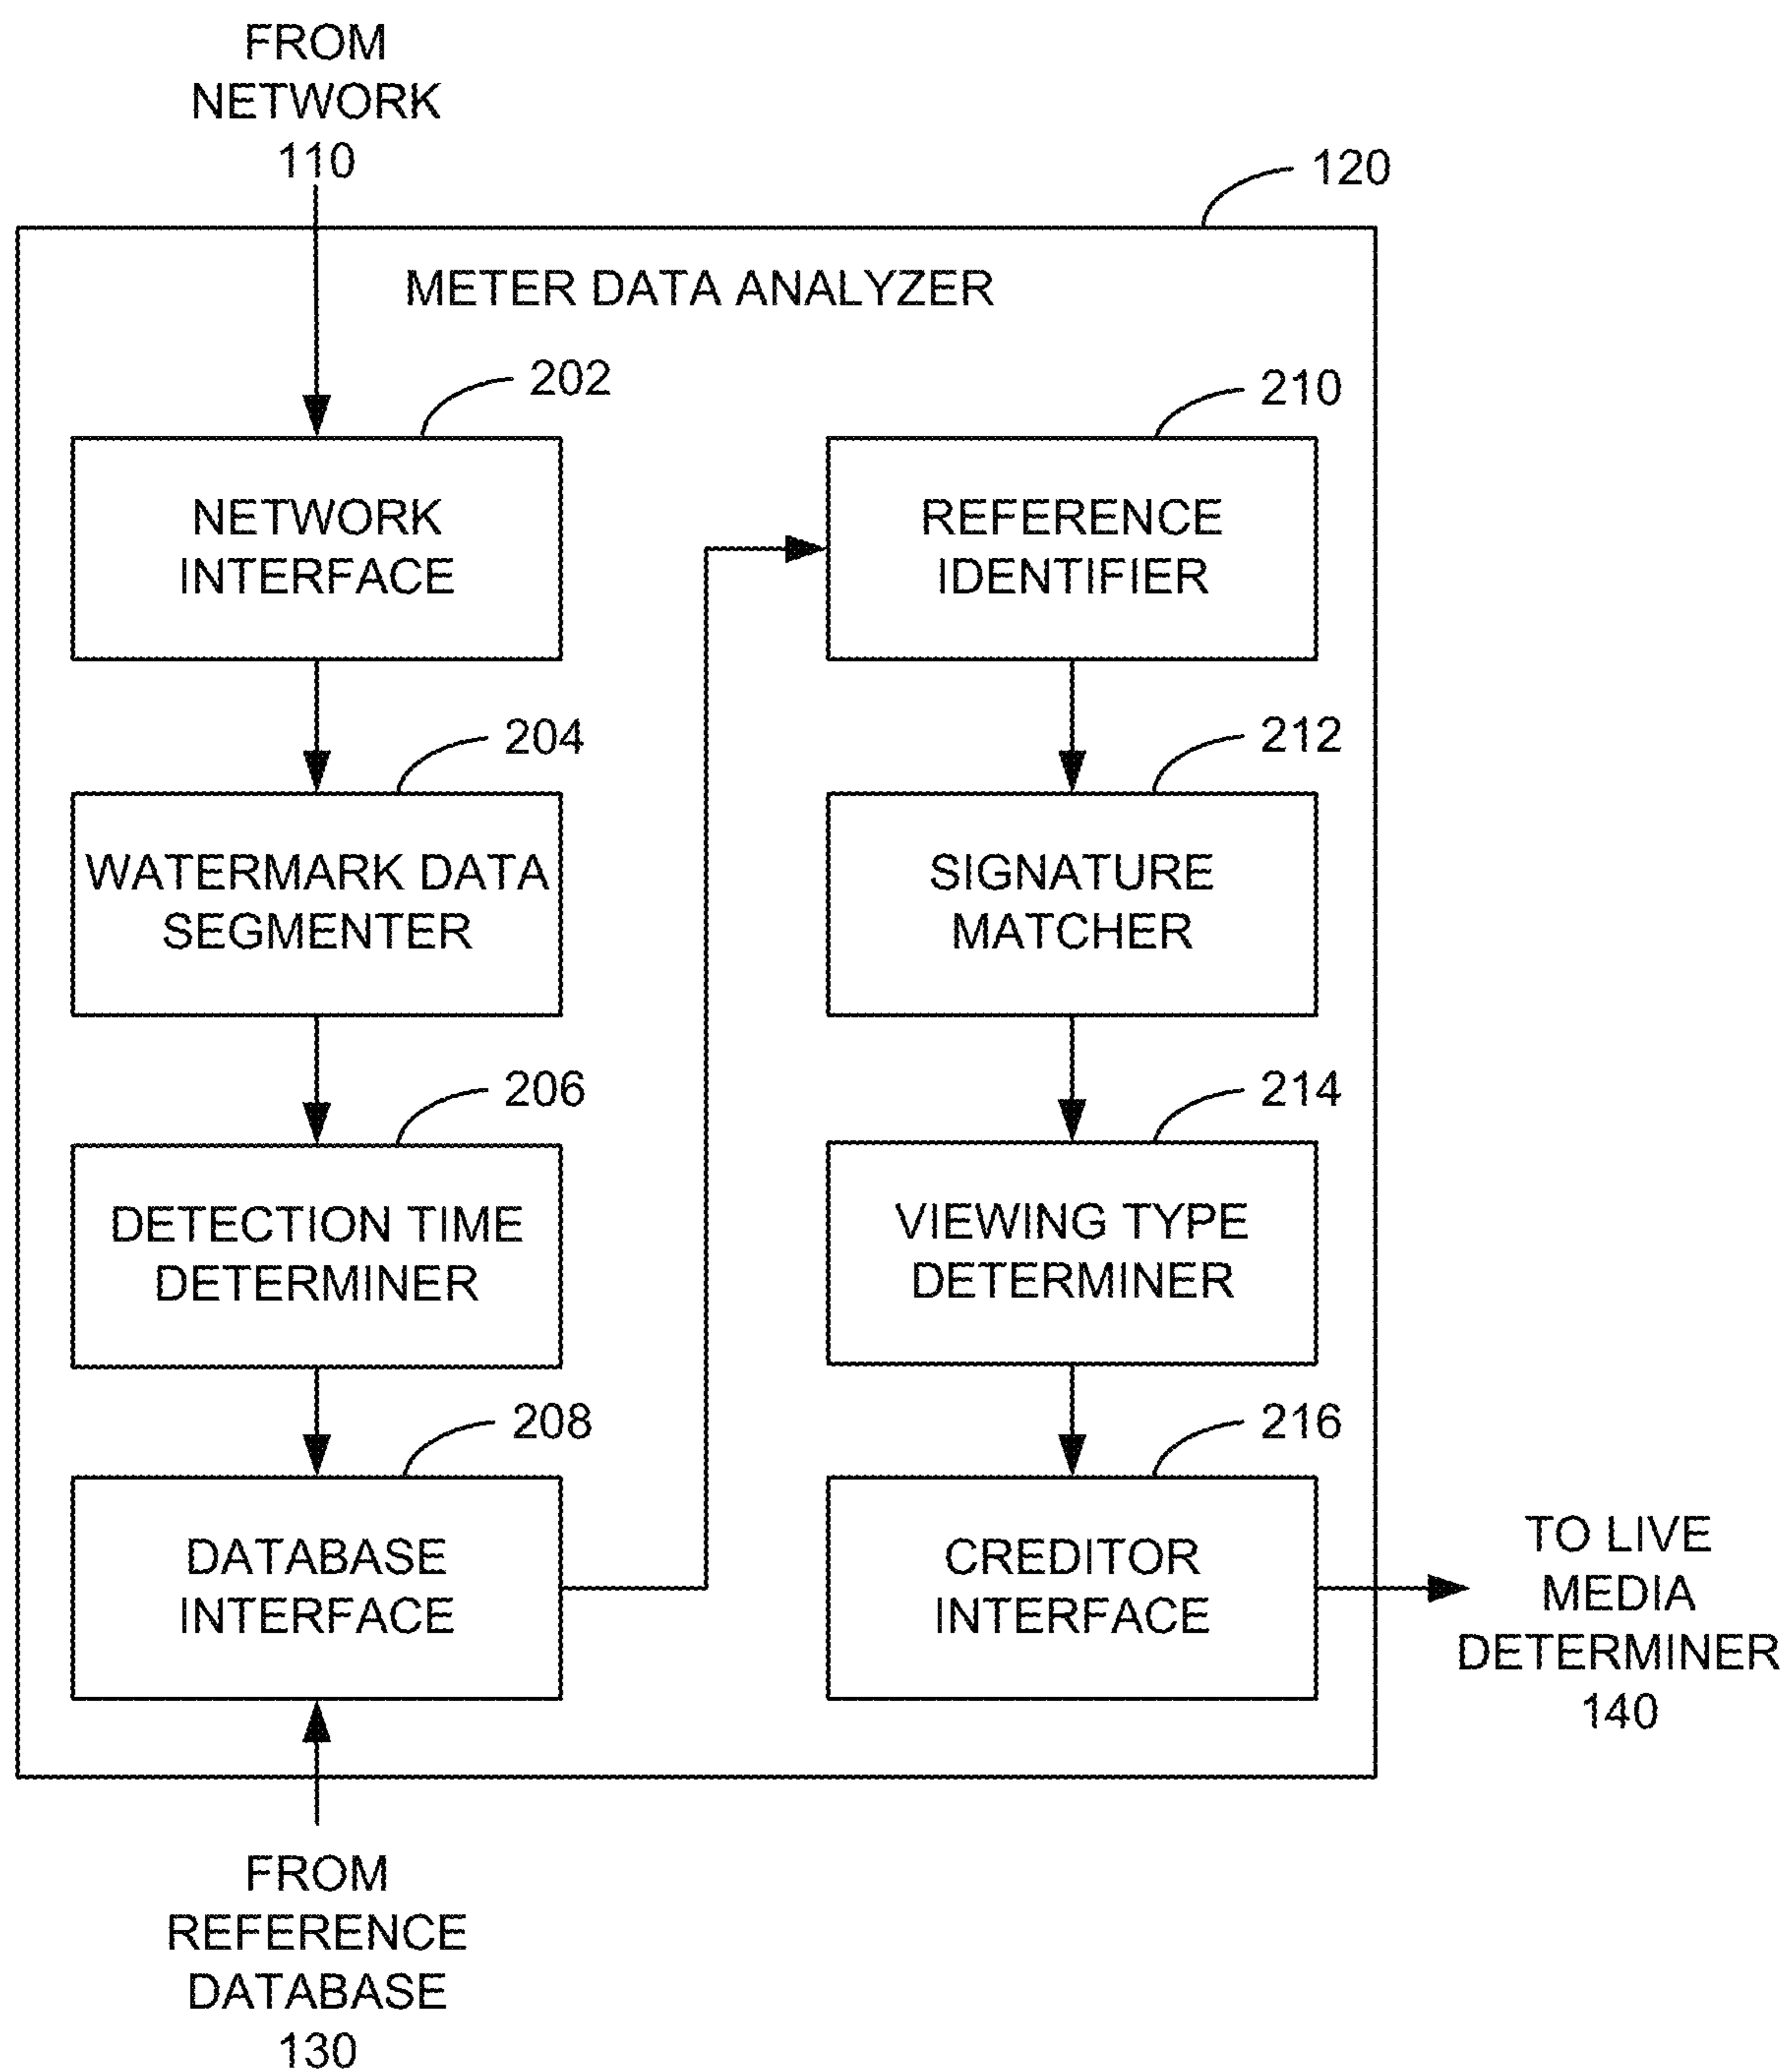 FROM
NETWORK
110
120
METER DATA ANALYZER
202
NETWORK
INTERFACE
204
WATERMARK DATA
SEGMENTER
206
DETECTION TIME
DETERMINER
208
DATABASE
INTERFACE
210
REFERENCE
IDENTIFIER
212
SIGNATURE
MATCHER
214
VIEWING TYPE
DETERMINER
216
CREDITOR
INTERFACE
TO LIVE
MEDIA
DETERMINER
140
FROM
REFERENCE
DATABASE
130